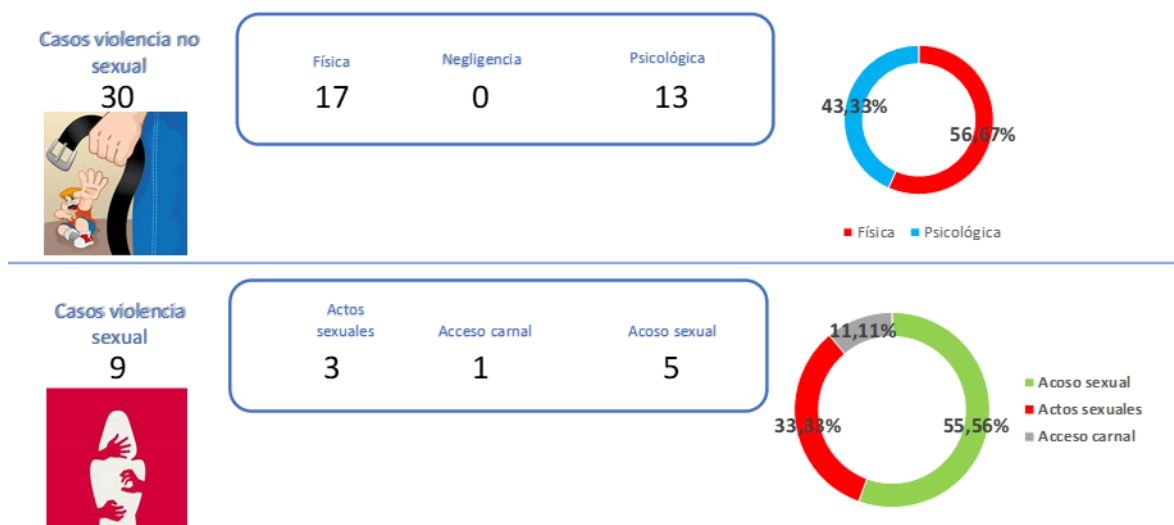 Casos violencia no
sexual
30
Física
Negligencia
Psicológica
17
0
13
43,33%
56,67%
Física
Psicológica
Casos violencia
sexual
9
Actos
sexuales
Acceso carnal
Acoso sexual
3
1
5
11,11%
33,33%
55,56%
Acoso sexual
Actos sexuales
Acceso carnal